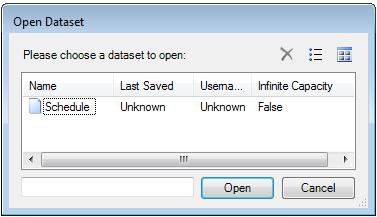 Open Dataset
Please choose a dataset to open:
Name Last Saved Userna... Infinite Capacity
Schedule Unknown Unknown False
Open Cancel